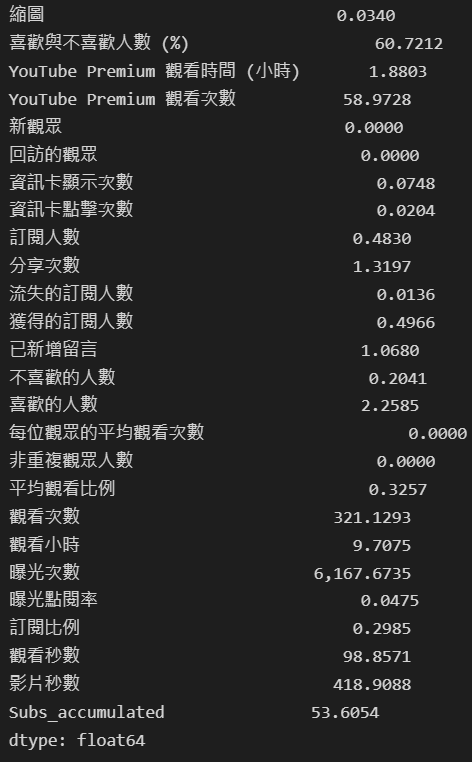 縮圖 0.0340
喜歡與不喜歡人數 (%) 60.7212
YouTube Premium 觀看時間 (小時) 1.8803
YouTube Premium 觀看次數 58.9728
新觀眾 0.0000
回訪的觀眾 0.0000
資訊卡顯示次數 0.0748
資訊卡點擊次數 0.0204
訂閱人數 0.4830
分享次數 1.3197
流失的訂閱人數 0.0136
獲得的訂閱人數 0.4966
已新增留言 1.0680
不喜歡的人數 0.2041
喜歡的人數 2.2585
每位觀眾的平均觀看次數 0.0000
非重複觀眾人數 0.0000
平均觀看比例 0.3257
觀看次數 321.1293
觀看小時 9.7075
曝光次數 6,167.6735
曝光點閱率 0.0475
訂閱比例 0.2985
觀看秒數 98.8571
影片秒數 418.9088
Subs_accumulated 53.6054
dtype: float64